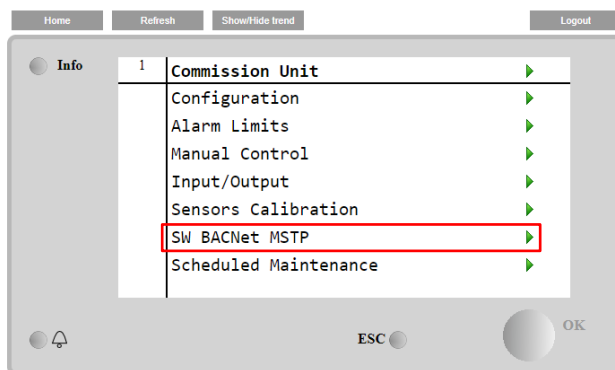 Home Refresh Show/Hide trend Logout
Info
1 Commission Unit
Configuration
Alarm Limits
Manual Control
Input/Output
Sensors Calibration
SW BACNet MSTP
Scheduled Maintenance
ESC OK